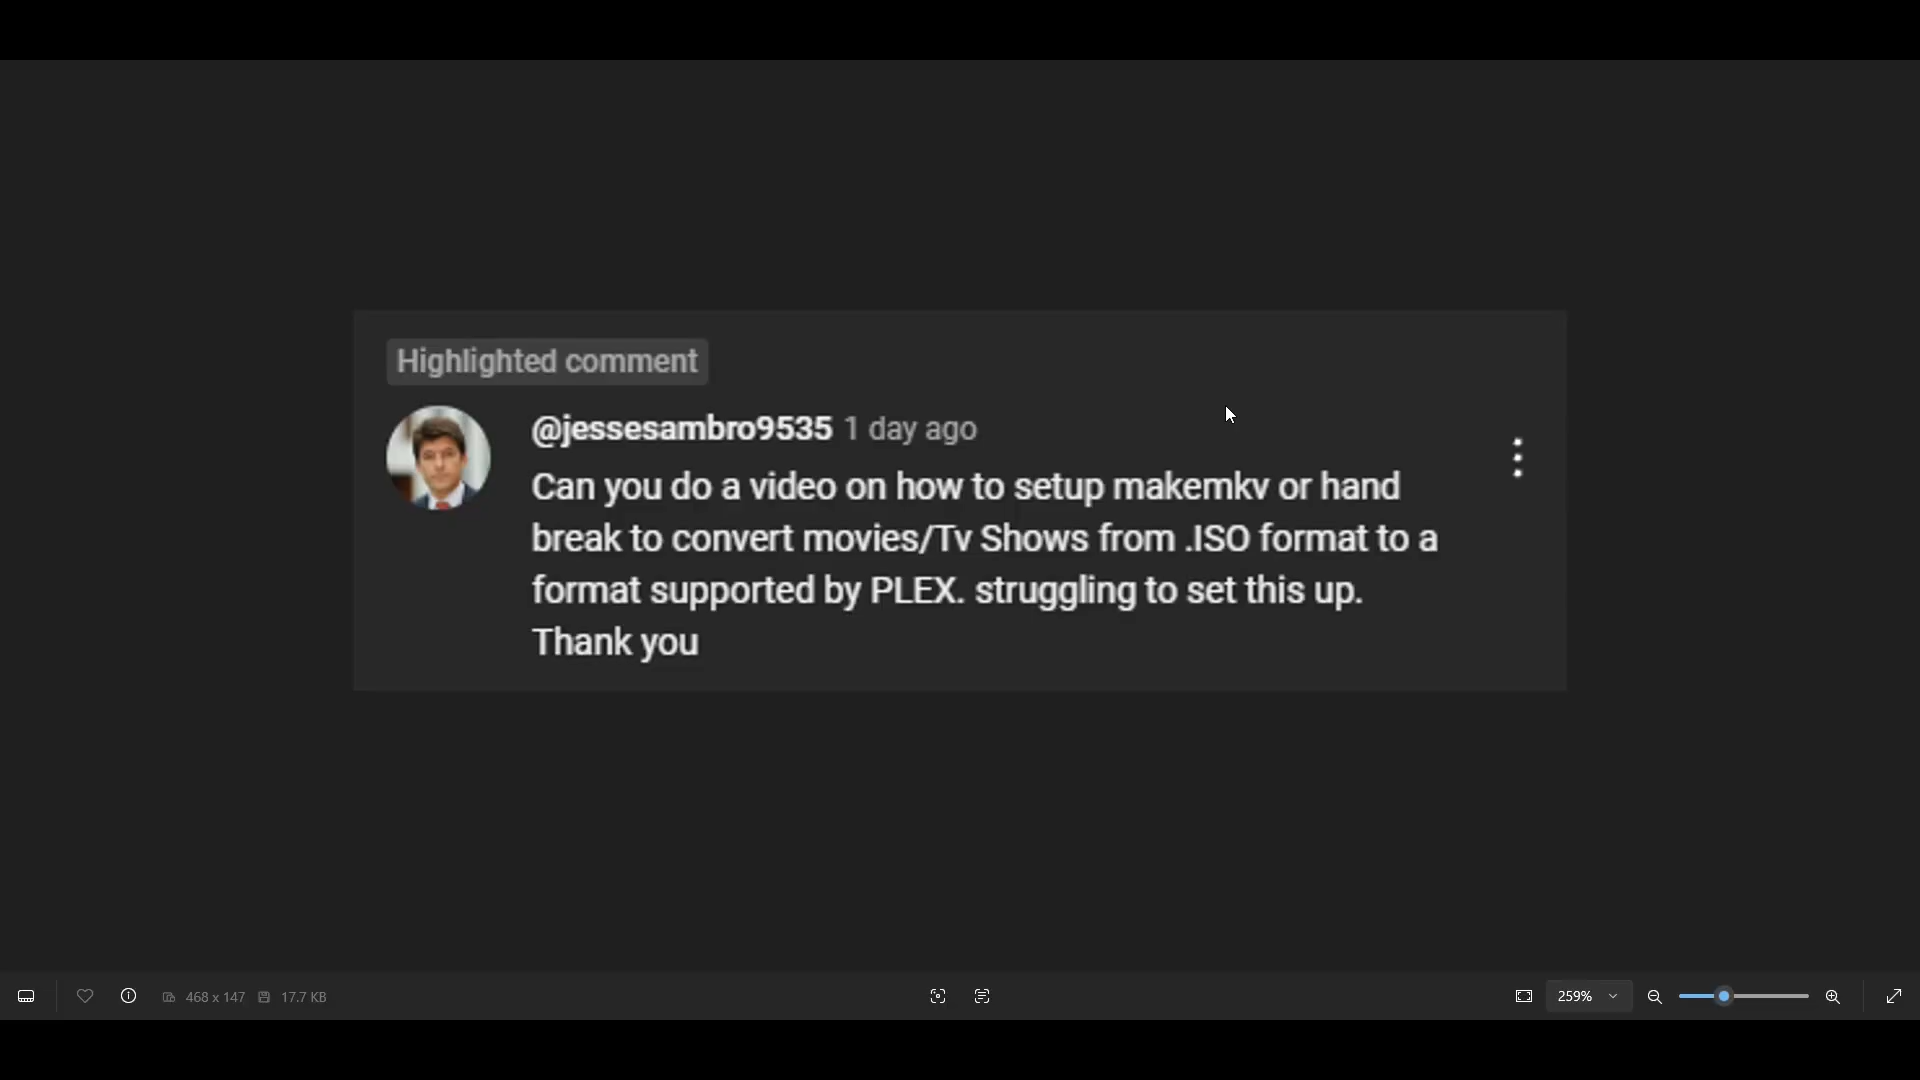 Highlighted comment
@jessesambro9535 1 day ago
Can you do a video on how to setup makemkv or hand
break to convert movies/Tv Shows from .ISO format to a
format supported by PLEX. struggling to set this up.
Thank you
468 x 147 17.7 KB 259%